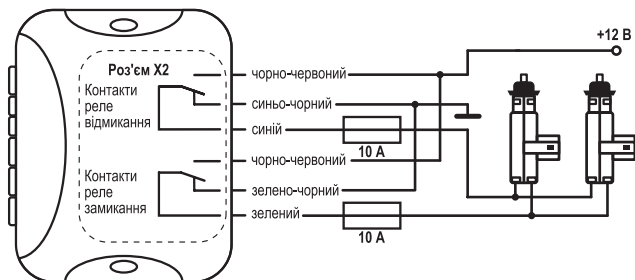 +12 В
Роз'єм X2
Контакти
реле
відмикання
чорно-червоний
синьо-чорний
синій
10 А
чорно-червоний
Контакти
реле
замикання
зелено-чорний
зелений
10 А